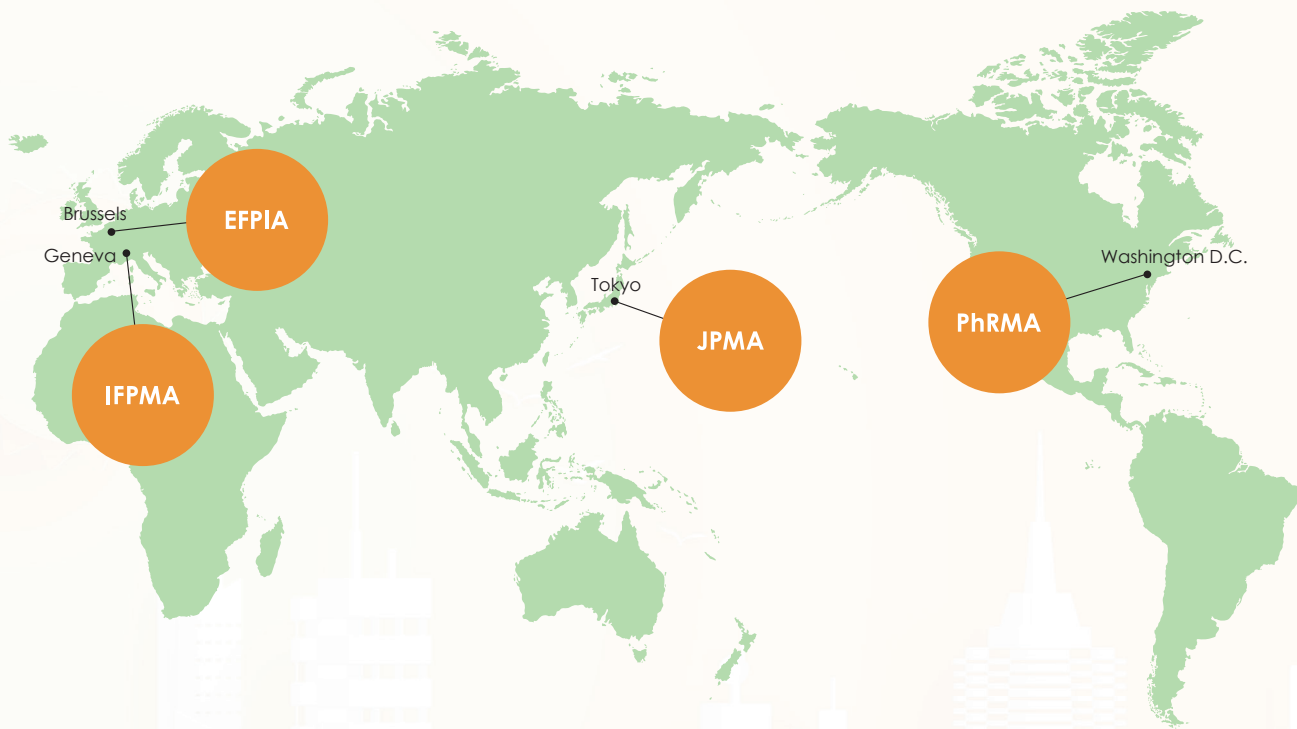 Brussels
EFPIA
Geneva
Washington D.C.
Tokyo
PhRMA
JPMA
IFPMA